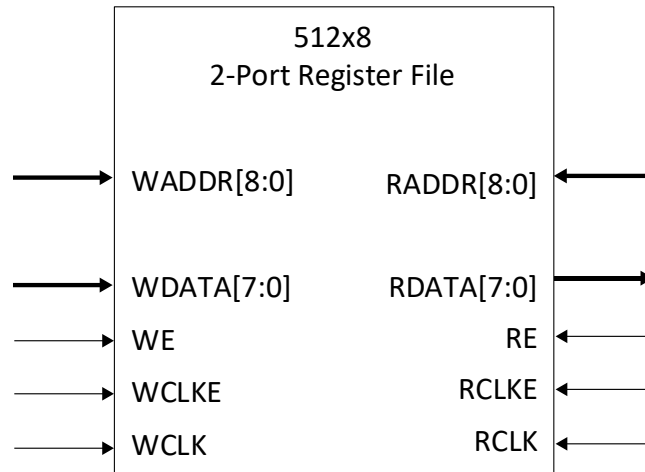 512x8
2-Port Register File
WADDR[8:0] RADDR[8:0]
WDATA[7:0] RDATA[7:0]
WE RE
WCLKE RCLKE
WCLK RCLK